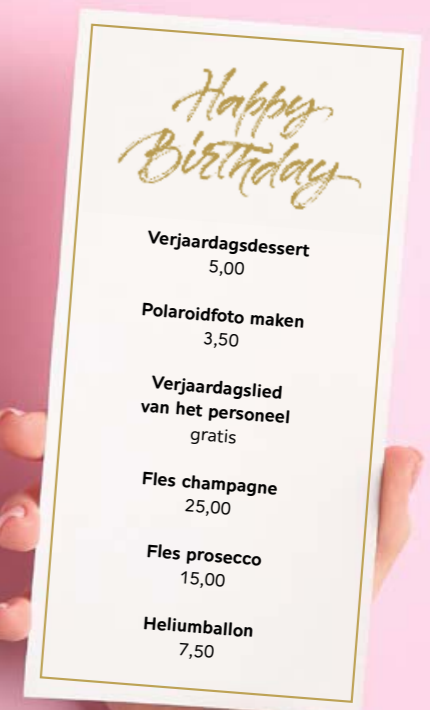 Happy
Birthday
Verjaardagsdessert
5,00
Polaroidfoto maken
3,50
Verjaardagslied
van het personeel
gratis
Fles champagne
25,00
Fles prosecco
15,00
Heliumballon
7,50